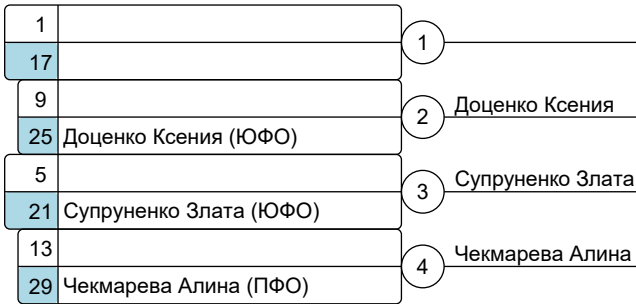 1
1
17
9
2 Доценко Ксения
25 Доценко Ксения (ЮФО)
5
3 Супруненко Злата
21 Супруненко Злата (ЮФО)
13
4 Чекмарева Алина
29 Чекмарева Алина (ПФО)